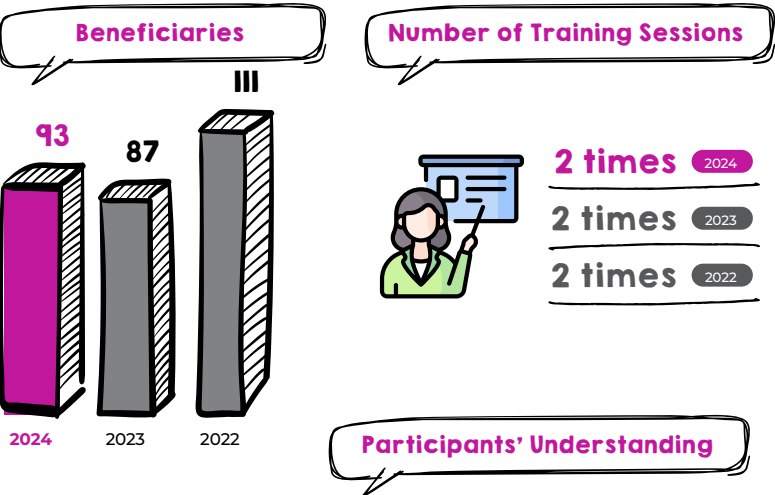 Beneficiaries
93
87
111
2024
2023
2022
Number of Training Sessions
2 times 2024
2 times 2023
2 times 2022
Participants' Understanding